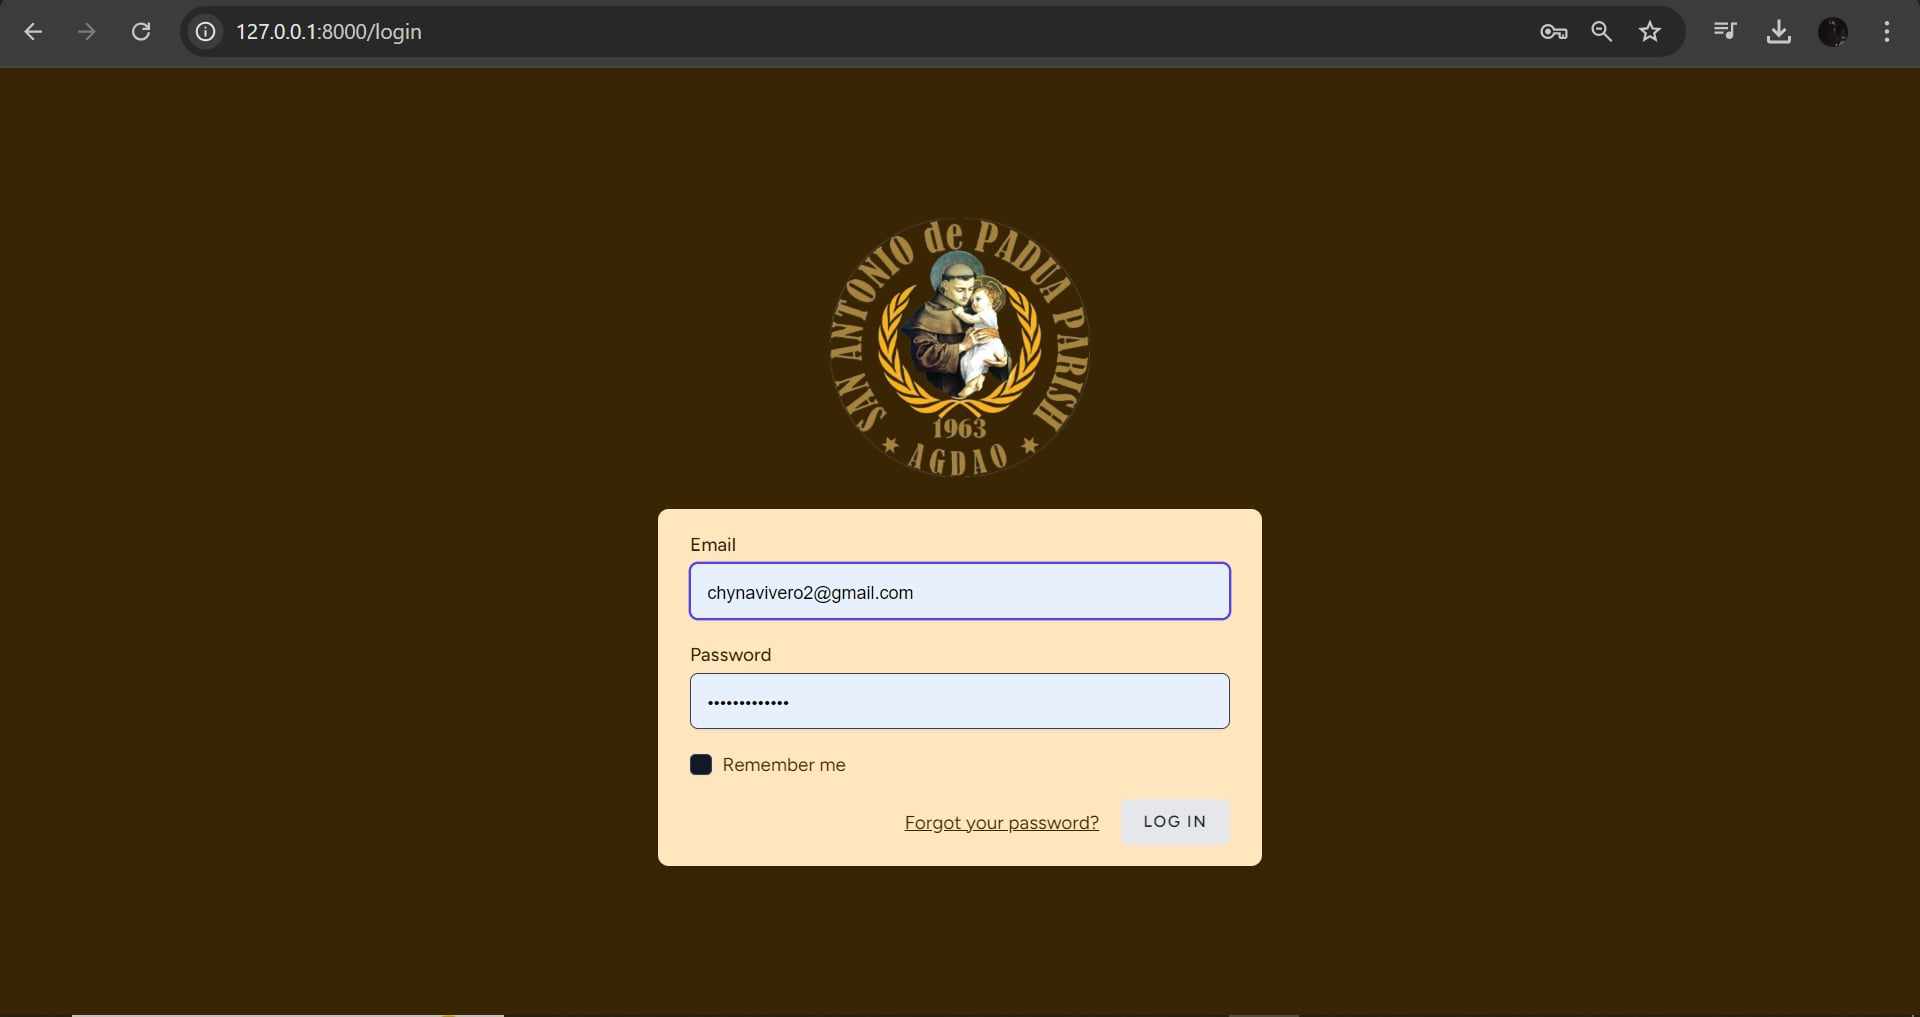 127.0.0.1:8000/login
SAN ANTONIO de PADUA PARISH
1963
AGDAO
Email
chynavivero2@gmail.com
Password
•••••••••••••
Remember me
Forgot your password?
LOG IN